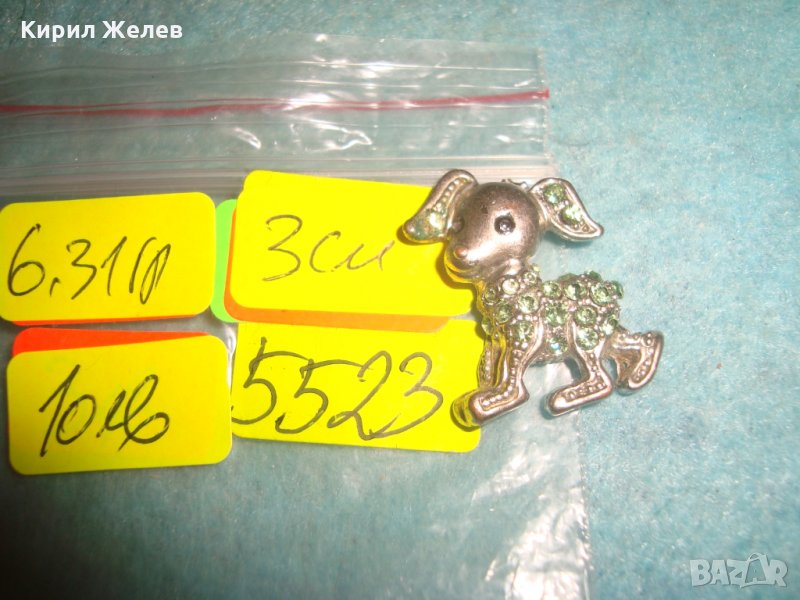 Кирил Желев
6,31гр
3см
10лв
5523
BAZAR